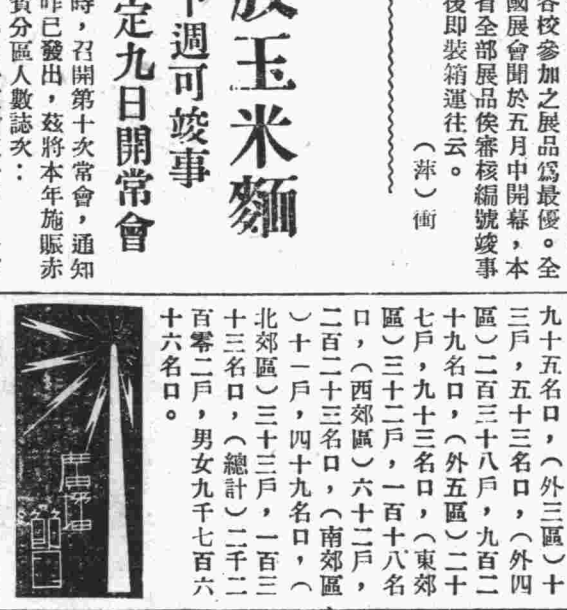 各校參加之展品爲最優。全
國展會聞於五月中開幕，本
省全部展品俟審核編號竣事
後即裝箱運往云。
（萍）衝
放玉米麵
下週可竣事
定九日開常會
時，召開第十次常會，通知
昨已發出，茲將本年施賑赤
貧分區人數誌次：
九十五名口，（外三區）十
三戶，五十三名口，（外四
區）二百三十八戶，九百二
十九名口，（外五區）二十
七戶，九十三名口，（東郊
區）三十二戶，一百十八名
口，（西郊區）六十二戶，
二百二十三名口，（南郊區
）十一戶，四十九名口，（
北郊區）三十三戶，一百三
十三名口，（總計）二千二
百零二戶，男女九千七百六
十六名口。